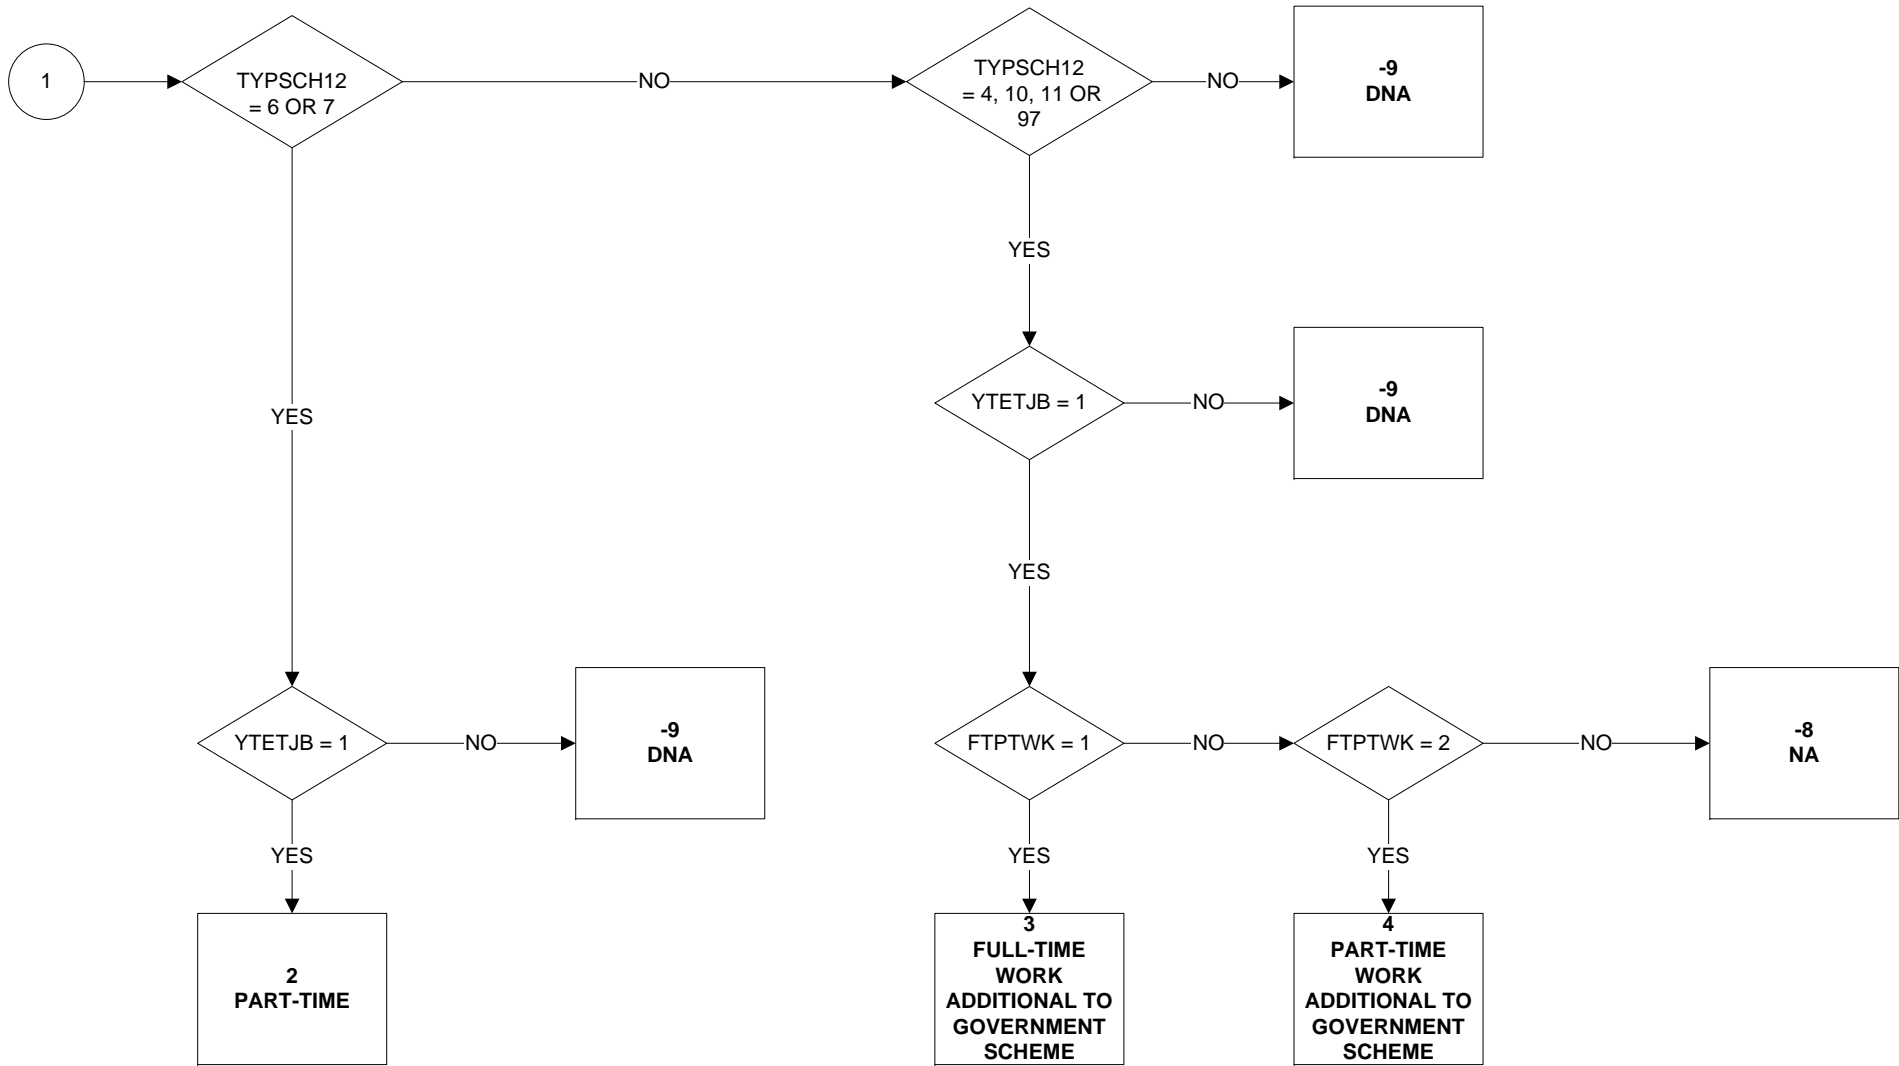 1
TYPSCH12
= 6 OR 7
NO
TYPSCH12
= 4, 10, 11 OR
97
NO
-9
DNA
YES
YES
YTETJB = 1
NO
-9
DNA
YES
YTETJB = 1
NO
-9
DNA
FTPTWK = 1
NO
FTPTWK = 2
NO
-8
NA
YES
YES
YES
2
PART-TIME
3
FULL-TIME
WORK
ADDITIONAL TO
GOVERNMENT
SCHEME
4
PART-TIME
WORK
ADDITIONAL TO
GOVERNMENT
SCHEME